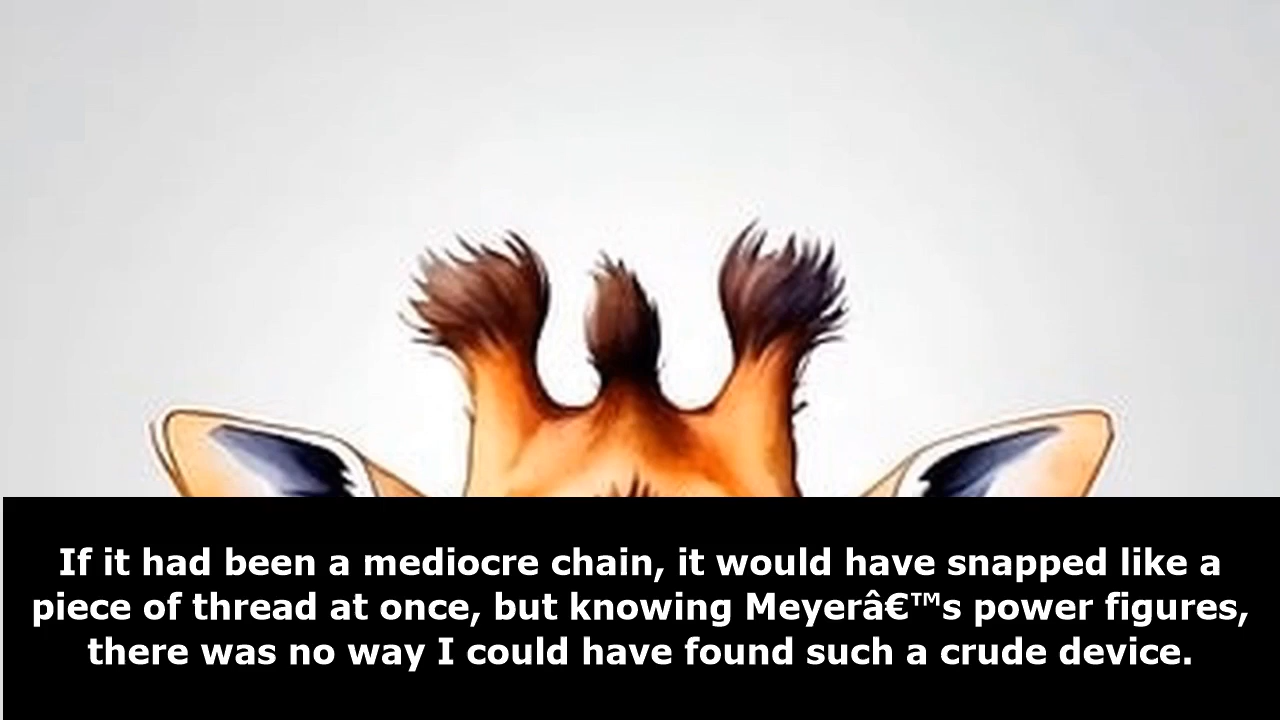 If it had been a mediocre chain, it would have snapped like a
piece of thread at once, but knowing Meyerâ€™s power figures,
there was no way I could have found such a crude device.